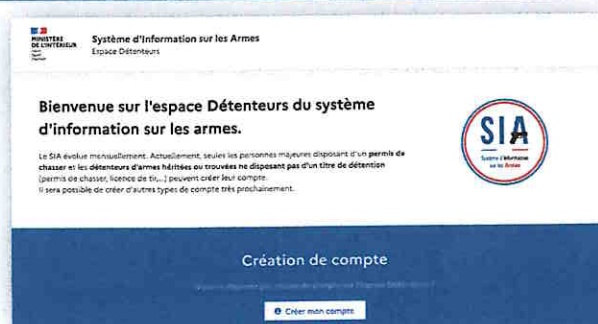 MINISTÈRE
DE L'INTÉRIEUR
Système d'Information sur les Armes
Espace Détenteurs
Bienvenue sur l'espace Détenteurs du système
d'information sur les armes.
Le SIA évolue mensuellement. Actuellement, seules les personnes majeures disposant d'un permis de
chasser et les détenteurs d'armes héritées ou trouvées ne disposant pas d'un titre de détention
(permis de chasser, licence de tir,...) peuvent créer leur compte.
Il sera possible de créer d'autres types de compte très prochainement.
SIA
Système d'Information
sur les Armes
Création de compte
Créer mon compte